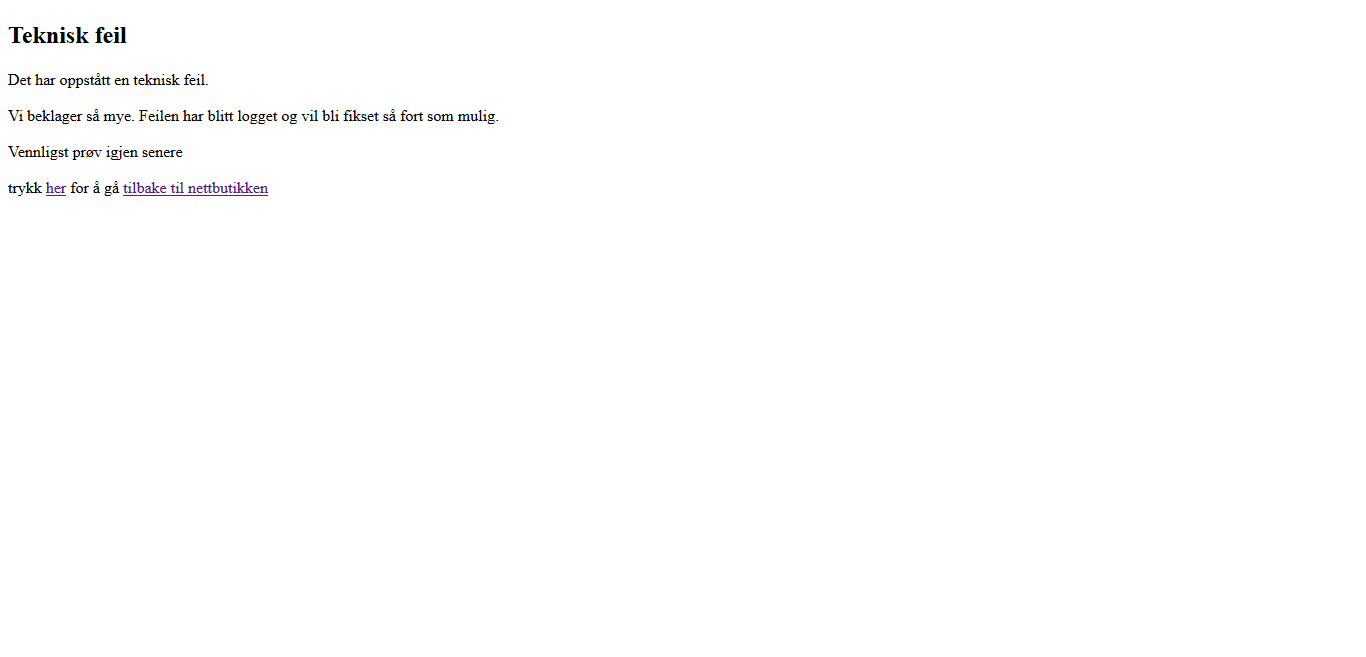 Teknisk feil
Det har oppstått en teknisk feil.
Vi beklager så mye. Feilen har blitt logget og vil bli fikset så fort som mulig.
Vennligst prøv igjen senere
trykk her for å gå tilbake til nettbutikken